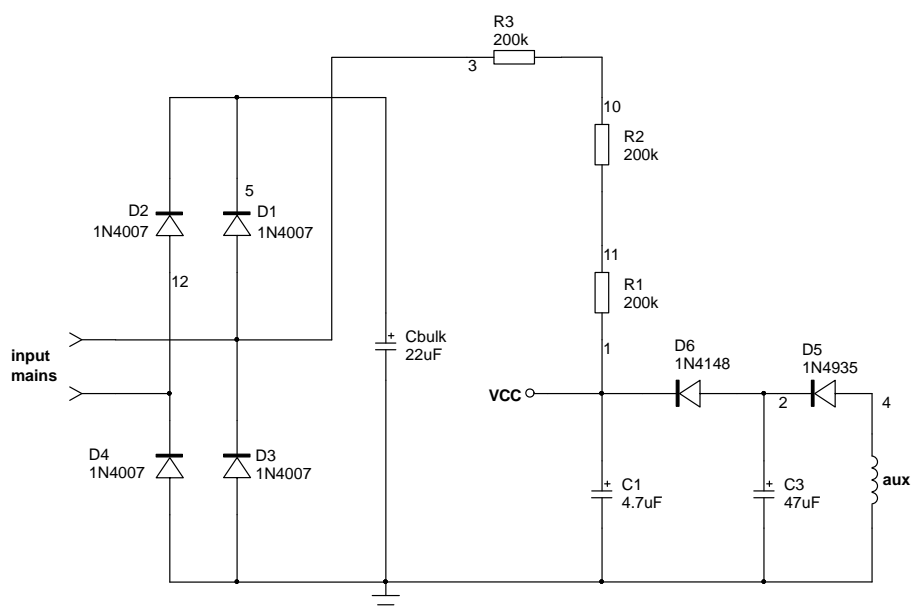 R3
200k
3
10
R2
200k
5
D2
1N4007
D1
1N4007
11
12
R1
200k
input
mains
Cbulk
22uF
+
1
D6
1N4148
D5
1N4935
VCC
2
4
D4
1N4007
D3
1N4007
+
C1
4.7uF
+
C3
47uF
aux